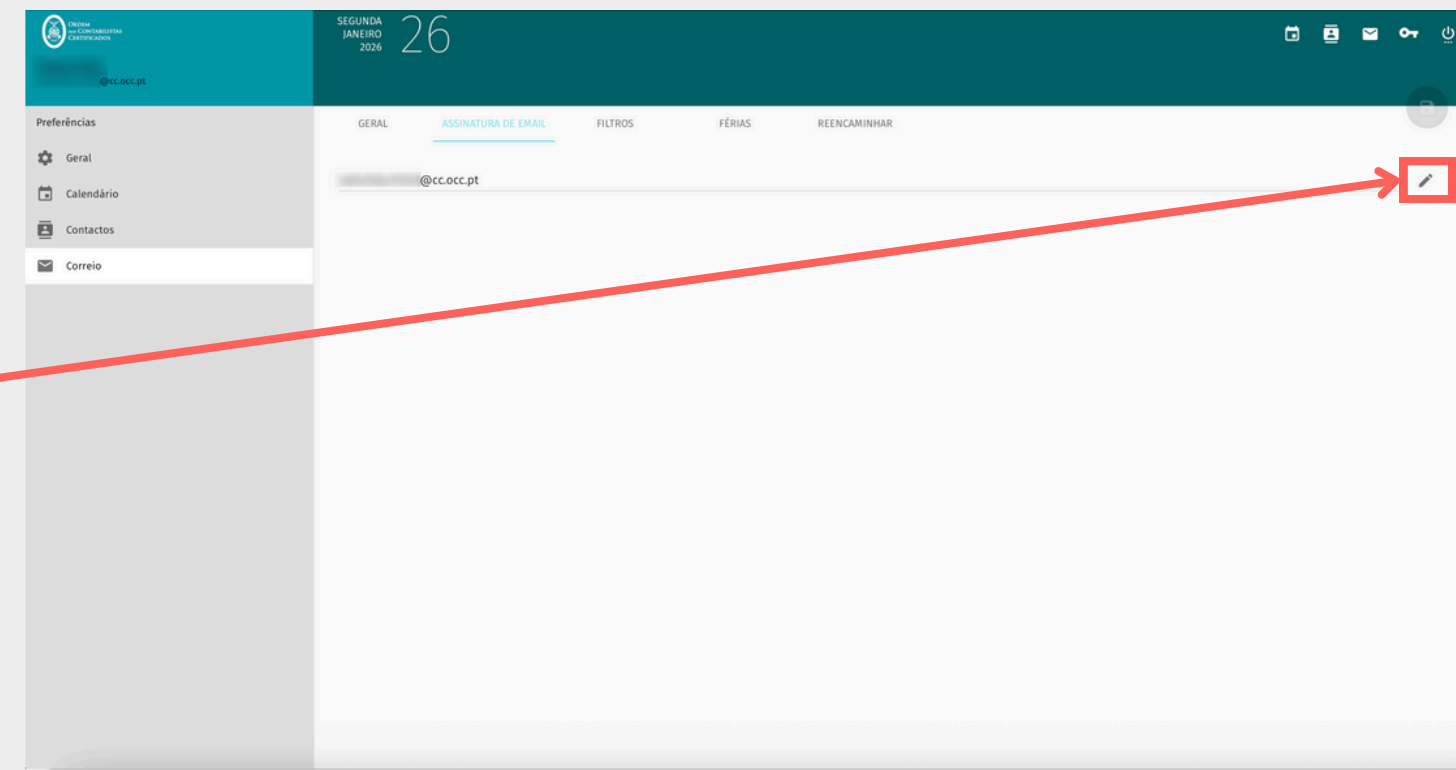 ORDEM
DOS CONTABILISTAS
CERTIFICADOS
@cc.occ.pt
SEGUNDA
JANEIRO
2026
26
Preferências
Geral
Calendário
Contactos
Correio
GERAL ASSINATURA DE EMAIL FILTROS FÉRIAS REENCAMINHAR
@cc.occ.pt